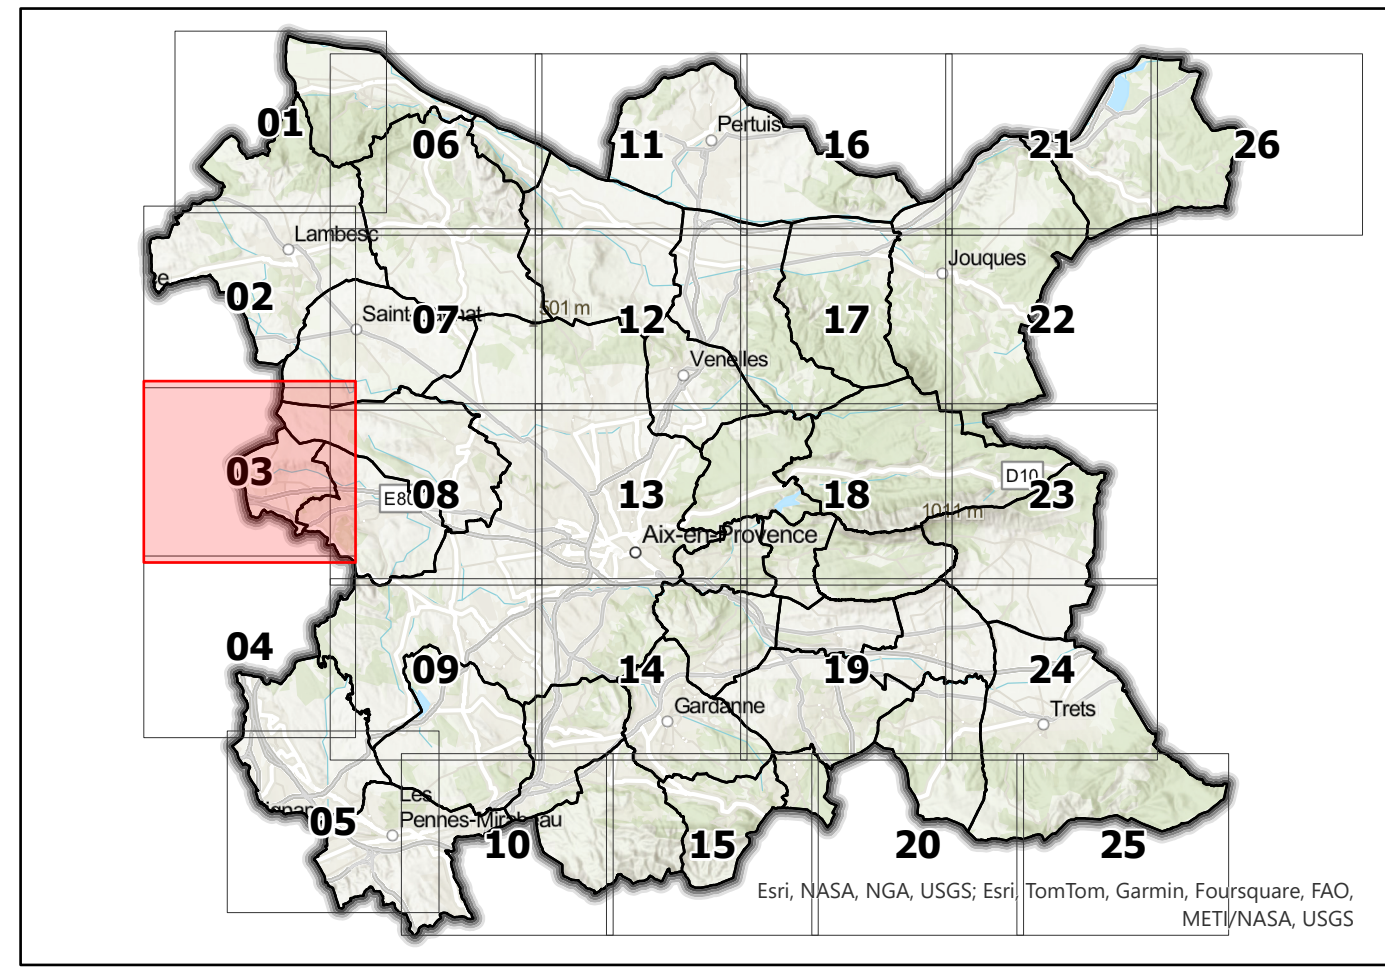 01
06
11
Pertuis
16
21
26
Lambesc
02
07
501 m
12
17
Jouques
22
Venelles
03
E80
08
13
18
D10
23
1011 m
Aix-en-Provence
04
09
14
19
24
Gardanne
Trets
Les
Pennes-Mirabeau
05
10
15
20
25
Esri, NASA, NGA, USGS; Esri, TomTom, Garmin, Foursquare, FAO,
METI/NASA, USGS